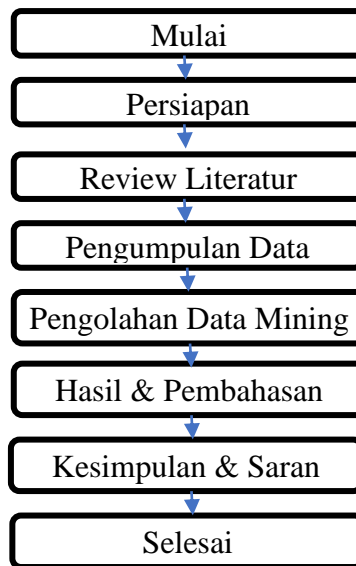 Mulai
Persiapan
Review Literatur
Pengumpulan Data
Pengolahan Data Mining
Hasil & Pembahasan
Kesimpulan & Saran
Selesai